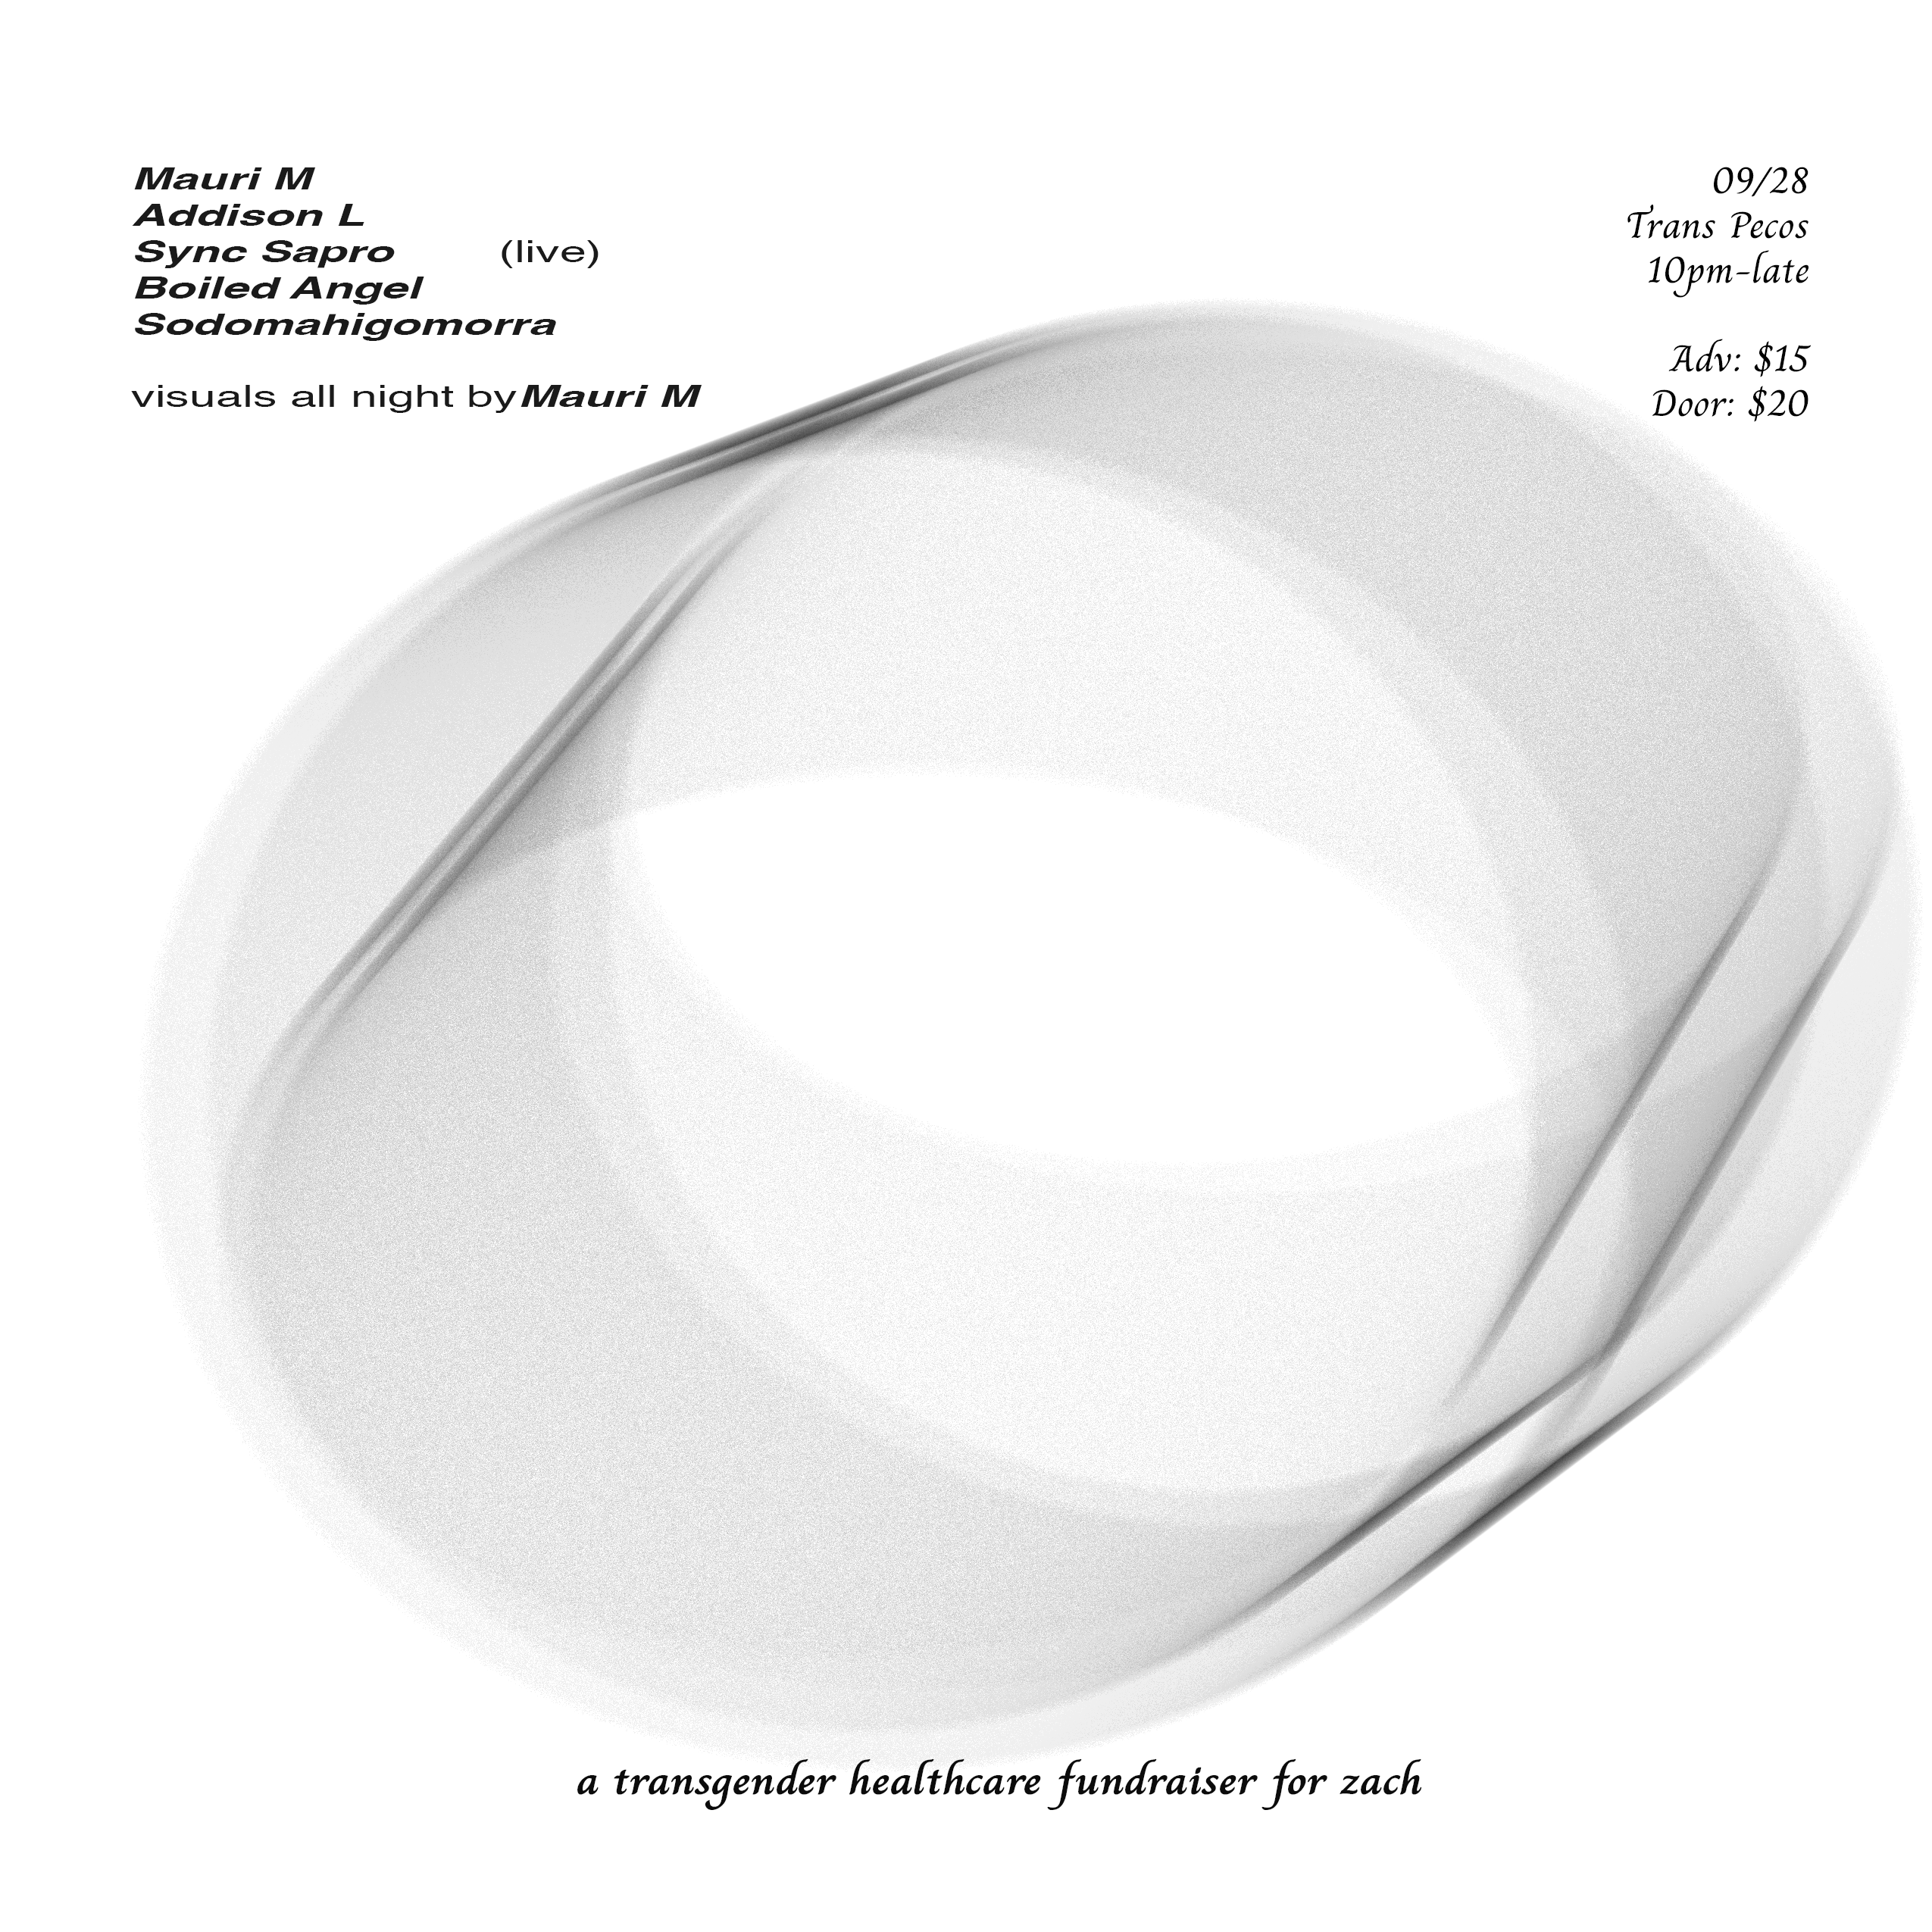 Mauri M
Addison L
Sync Sapro (live)
Boiled Angel
Sodomahigomorra
visuals all night by Mauri M
09/28
Trans Pecos
10pm-late
Adv: $15
Door: $20
a transgender healthcare fundraiser for zach